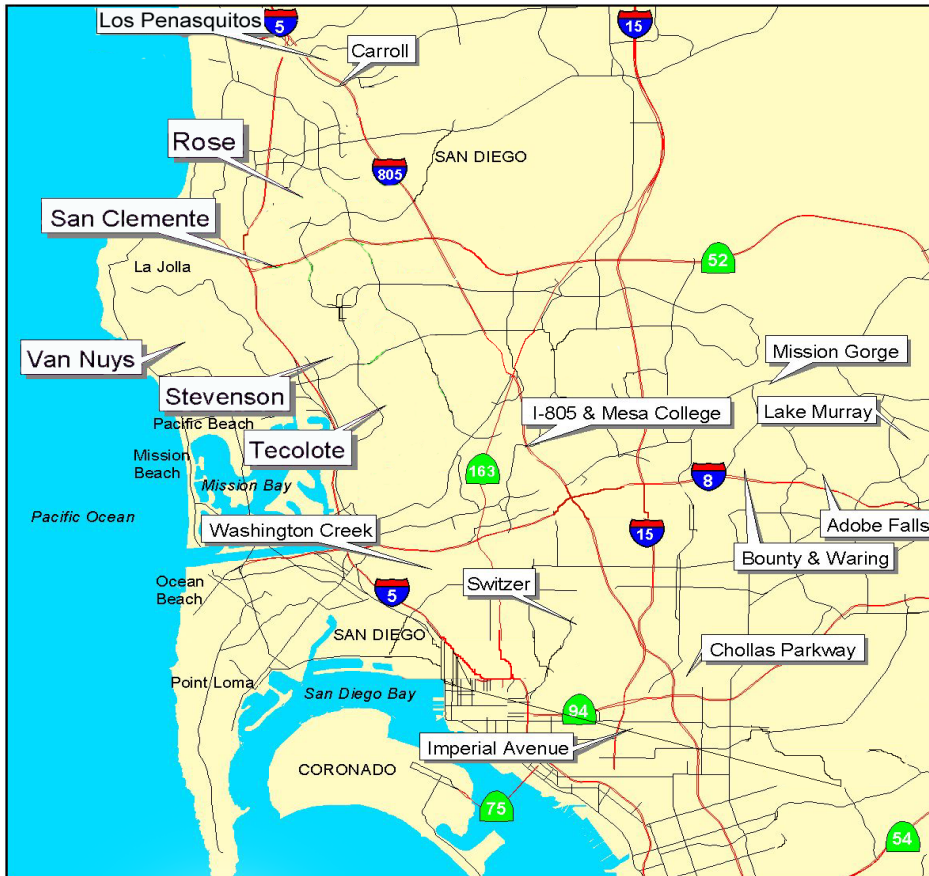 Los Penasquitos
5
15
Carroll
Rose
SAN DIEGO
805
San Clemente
52
La Jolla
Van Nuys
Mission Gorge
Stevenson
I-805 & Mesa College
Lake Murray
Pacific Beach
Tecolote
Mission
Beach
163
8
Mission Bay
Pacific Ocean
Washington Creek
15
Adobe Falls
Bounty & Waring
Ocean
Beach
5
Switzer
SAN DIEGO
Chollas Parkway
Point Loma
San Diego Bay
94
Imperial Avenue
CORONADO
75
54